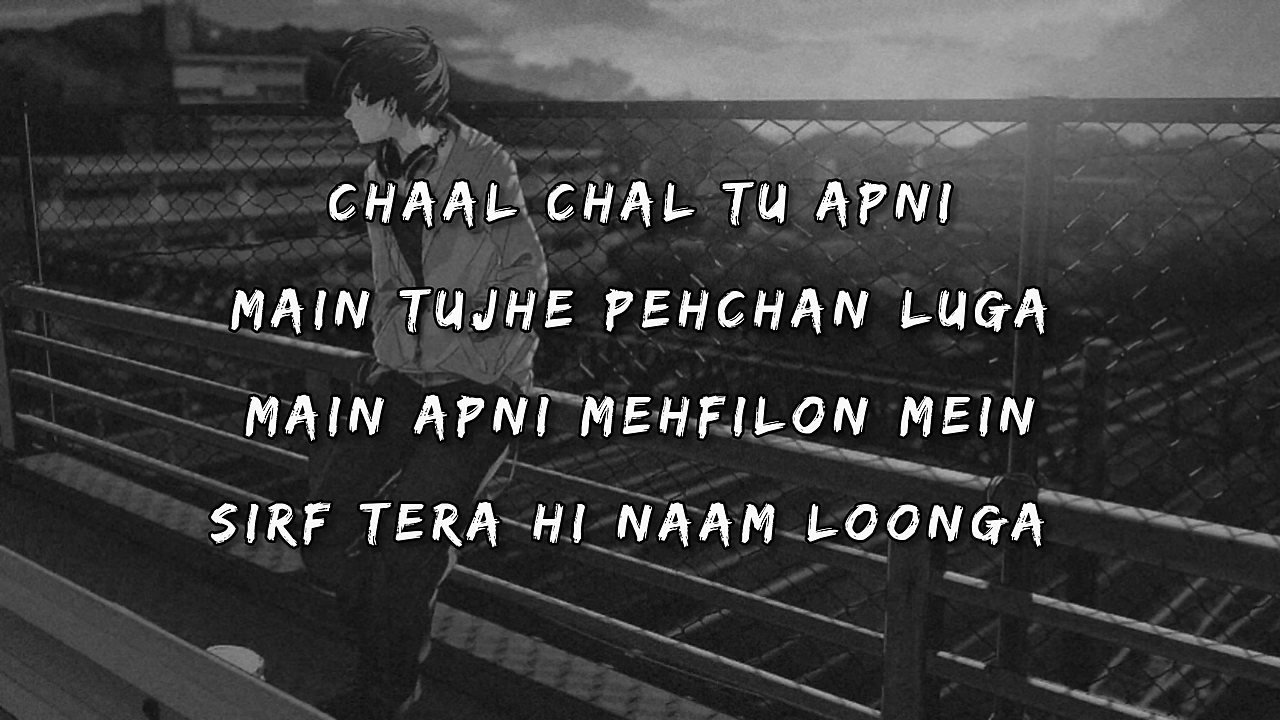 CHAAL CHAL TU APNI
MAIN TUJHE PEHCHAN LUGA
MAIN APNI MEHFILON MEIN
SIRF TERA HI NAAM LOONGA